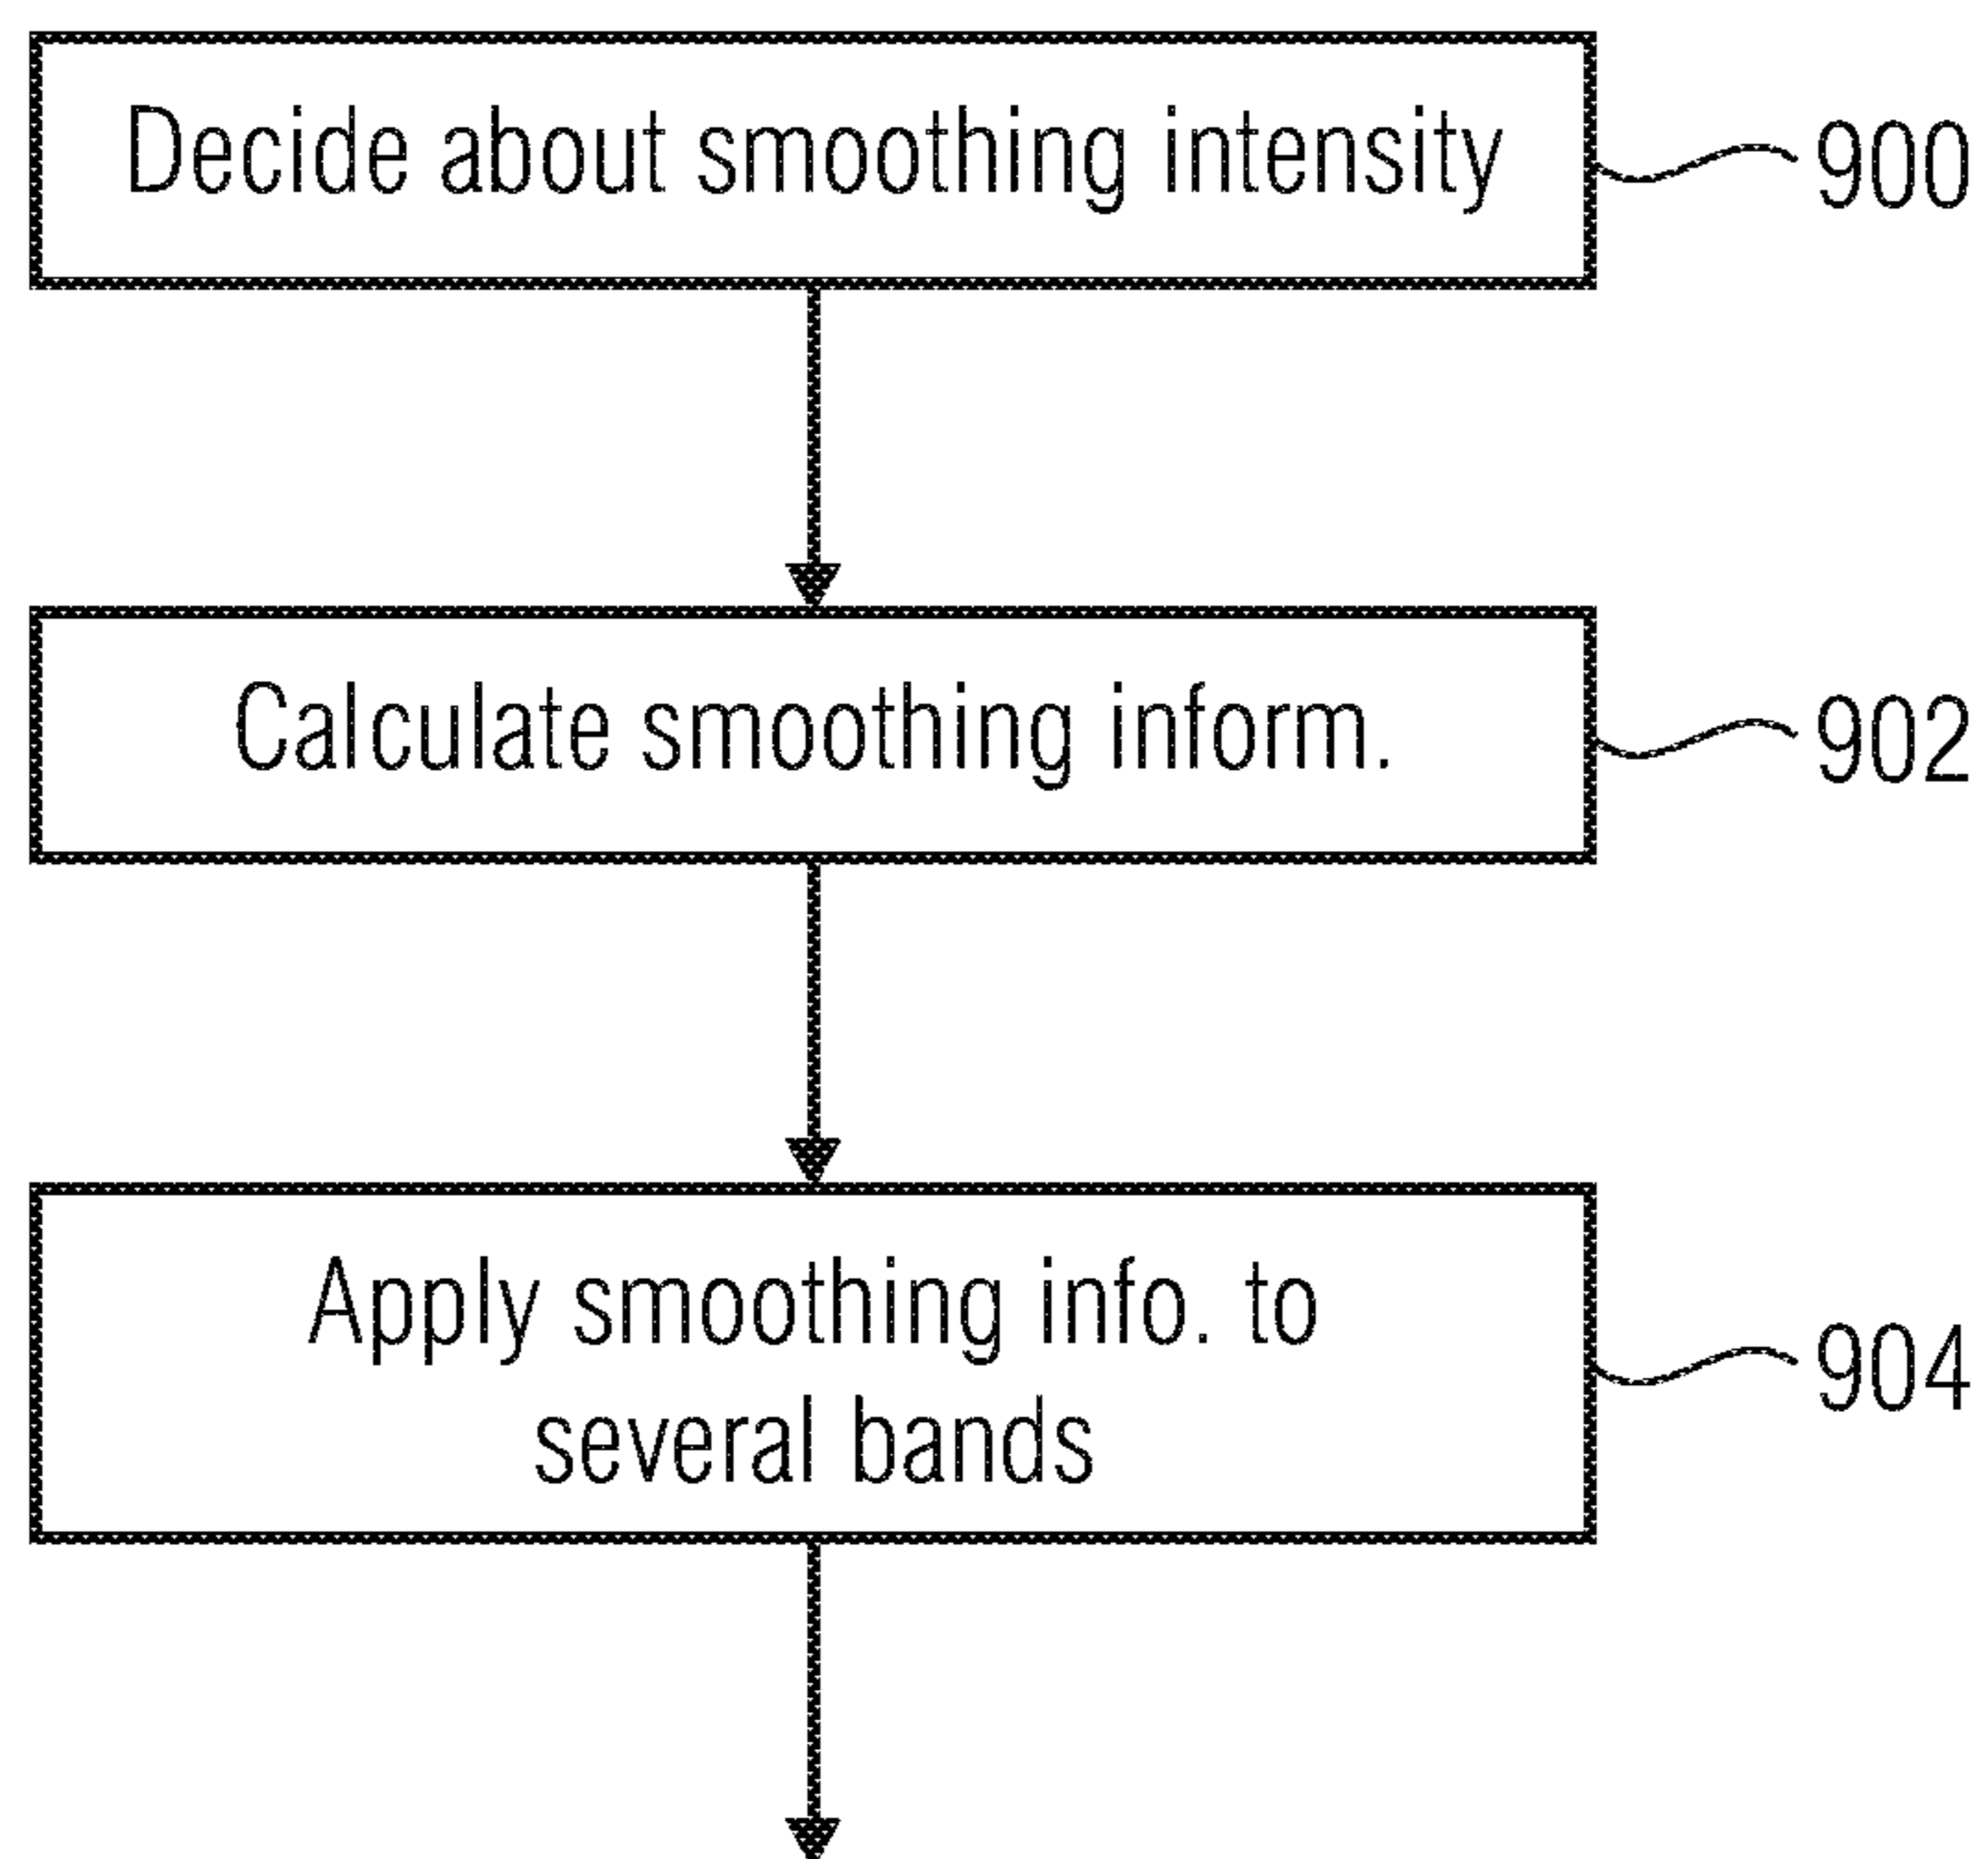 Decide about smoothing intensity
900
Calculate smoothing inform.
902
Apply smoothing info. to
several bands
904